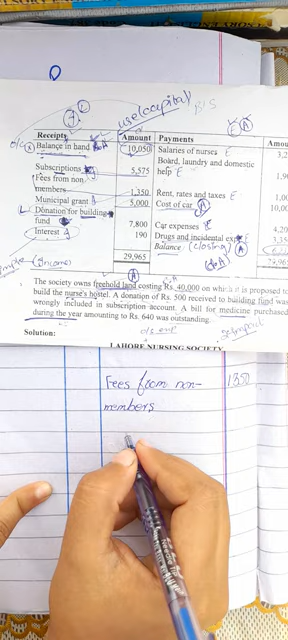 use/capital
B/S
Receipts Amount Payments
Balance in hand 10,050 Salaries of nurses E
Board, laundry and domestic
Subscriptions 5,575 help E
Fees from non
members 1,350 Rent, rates and taxes E
Municipal grant 5,000 Cost of car A
Donation for building
fund 7,800 Car expenses E
Interest 190 Drugs and incidental
Balance (closing)
29,965
(Income)
The society owns freehold land costing Rs. 40,000 on which it is proposed to
build the nurse's hostel. A donation of Rs. 500 received to building fund was
wrongly included in subscription account. A bill for medicine purchased
during the year amounting to Rs. 640 was outstanding.
Solution:
LAHORE NURSING SOCIETY
Fees from non- 1350
members